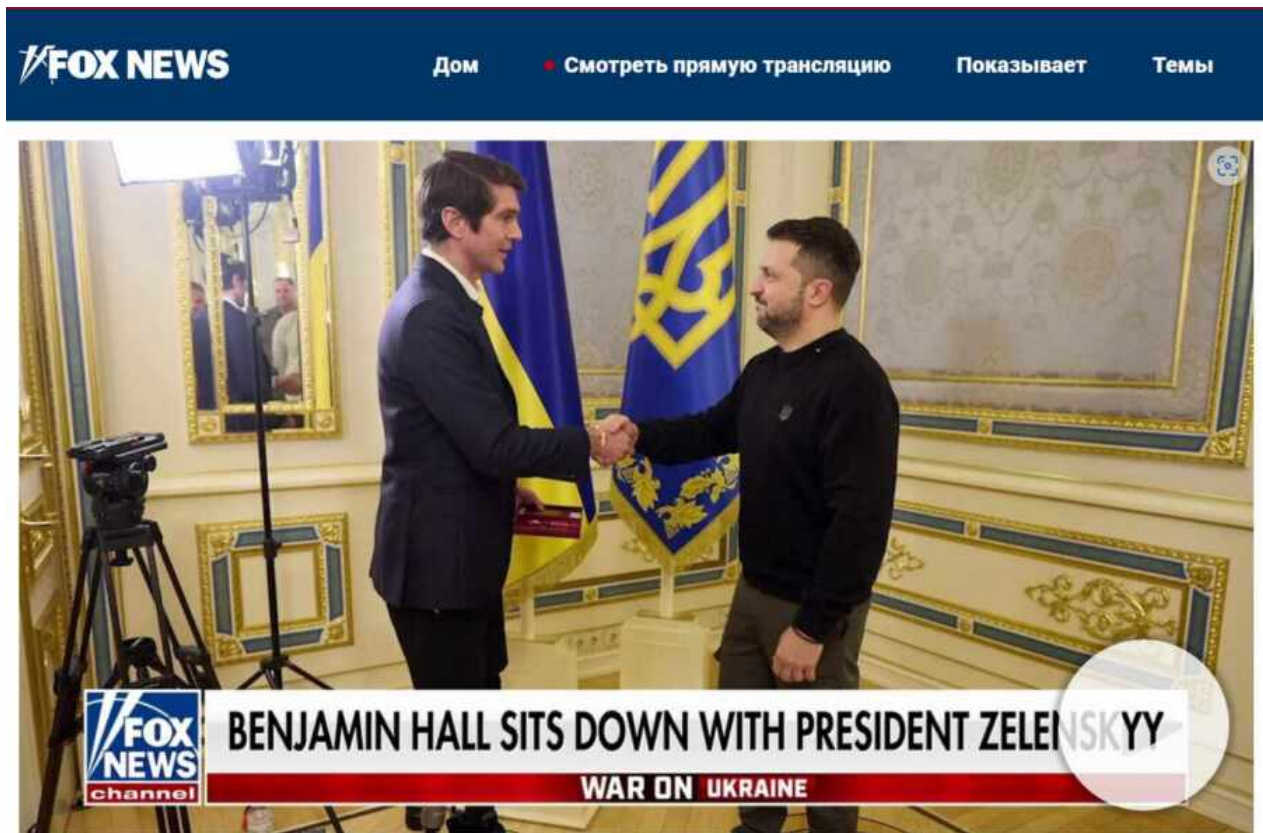 FOX NEWS
Дом Смотреть прямую трансляцию Показывает Темы
FOX NEWS channel
BENJAMIN HALL SITS DOWN WITH PRESIDENT ZELENSKYY
WAR ON UKRAINE